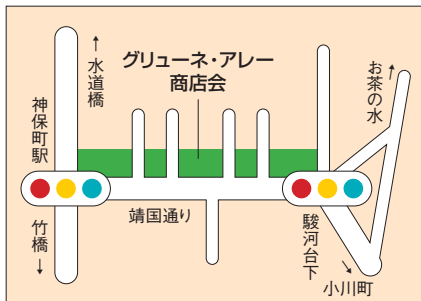 水道橋
グリューネ・アレー
商店会
お茶の水
神保町駅
靖国通り
竹橋
駿河台下
小川町